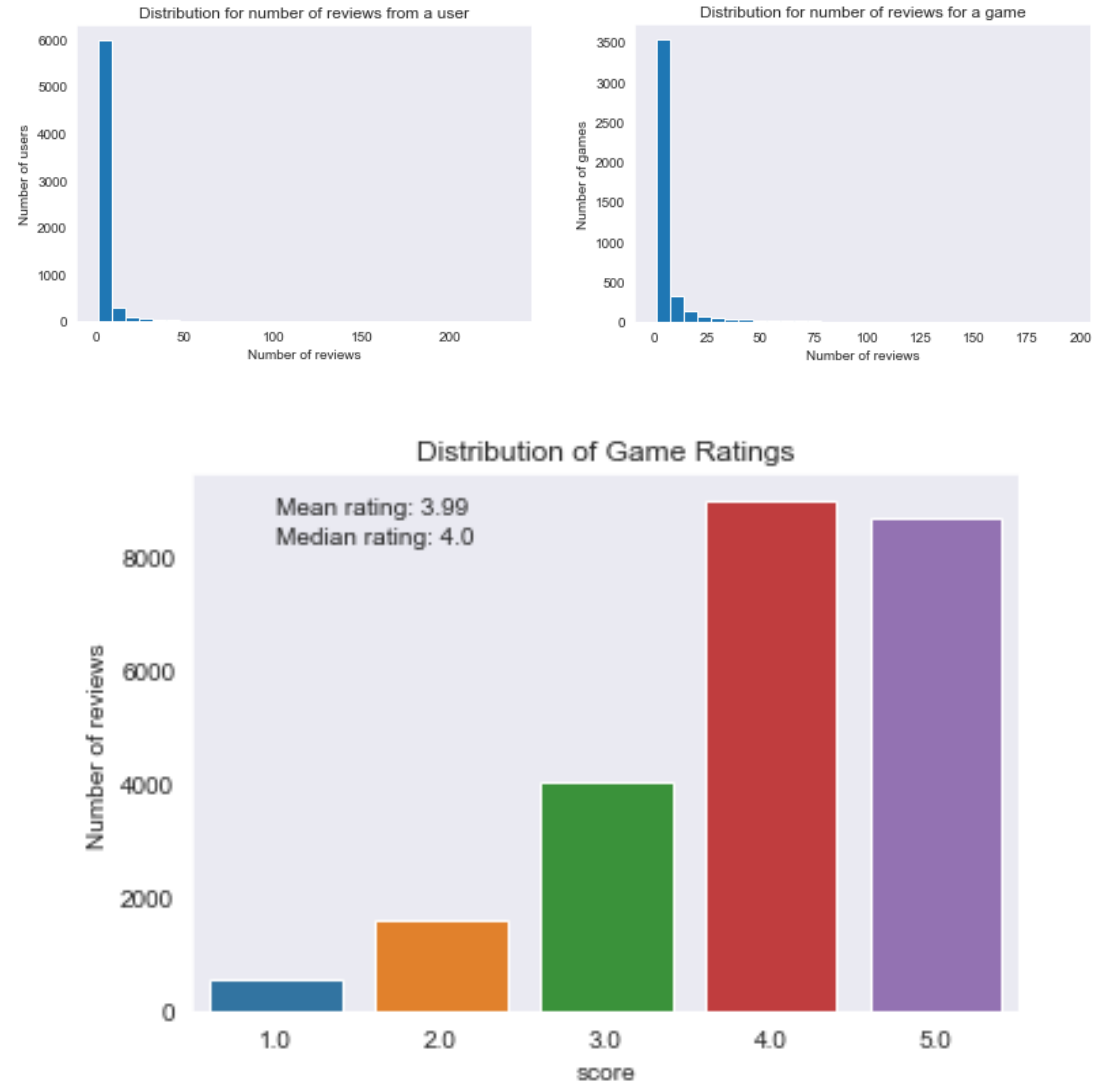 Distribution for number of reviews from a user
6000
5000
4000
3000
2000
1000
0
Number of users
0 50 100 150 200
Number of reviews
Distribution for number of reviews for a game
3500
3000
2500
2000
1500
1000
500
0
Number of games
0 25 50 75 100 125 150 175 200
Number of reviews
Distribution of Game Ratings
Mean rating: 3.99
Median rating: 4.0
8000
6000
4000
2000
0
Number of reviews
1.0 2.0 3.0 4.0 5.0
score